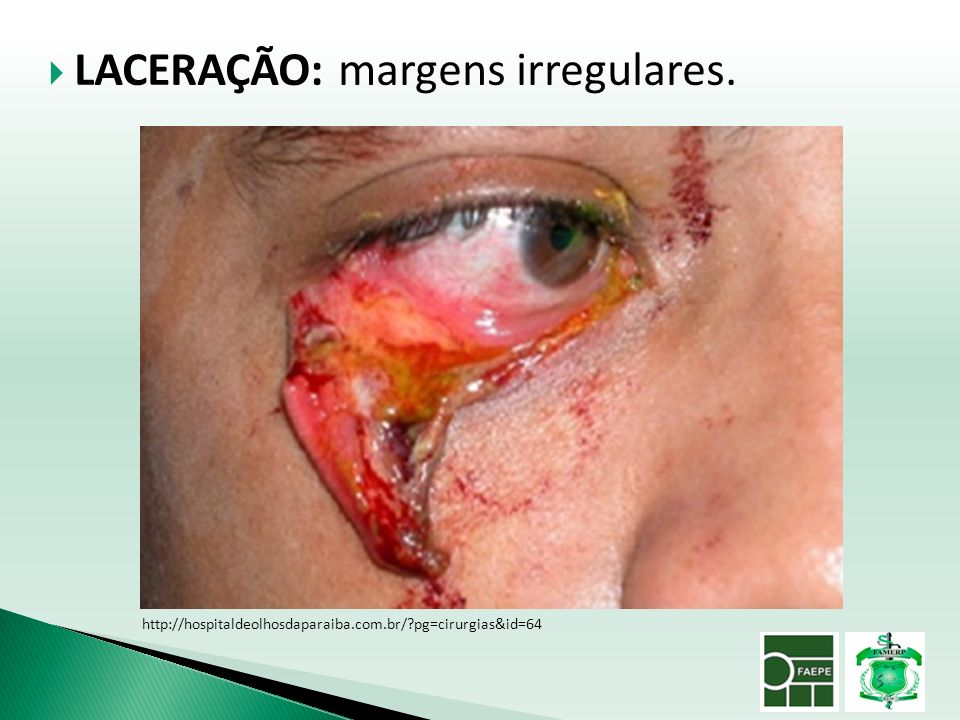 LACERAÇÃO: margens irregulares.
http://hospitaldeolhosdaparaiba.com.br/?pg=cirurgias&id=64
FAEPE
FAMERP